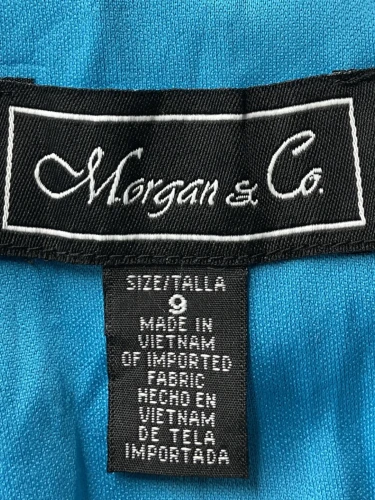 Morgan & Co.
SIZE/TALLA
9
MADE IN
VIETNAM
OF IMPORTED
FABRIC
HECHO EN
VIETNAM
DE TELA
IMPORTADA